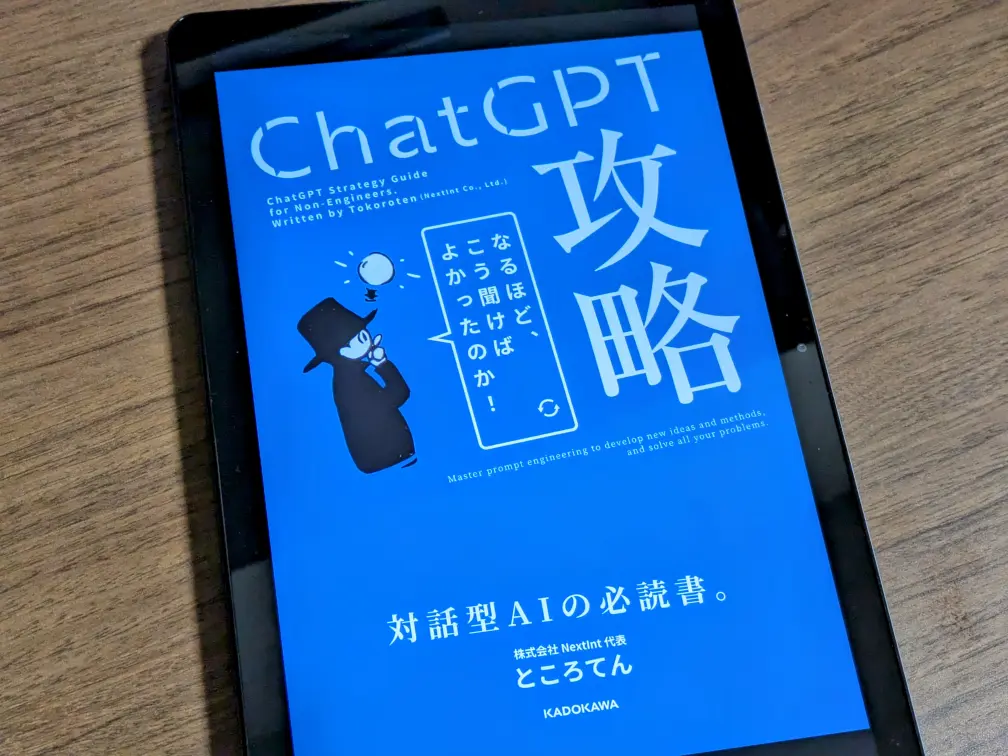 ChatGPT
攻略
ChatGPT Strategy Guide
for Non-Engineers.
Written by Tokoroten (NextInt Co., Ltd.)
なるほど、
こう聞けば
よかったのか!
Master prompt engineering to develop new ideas and methods,
and solve all your problems.
対話型AIの必読書。
株式会社 NextInt 代表
ところてん
KADOKAWA